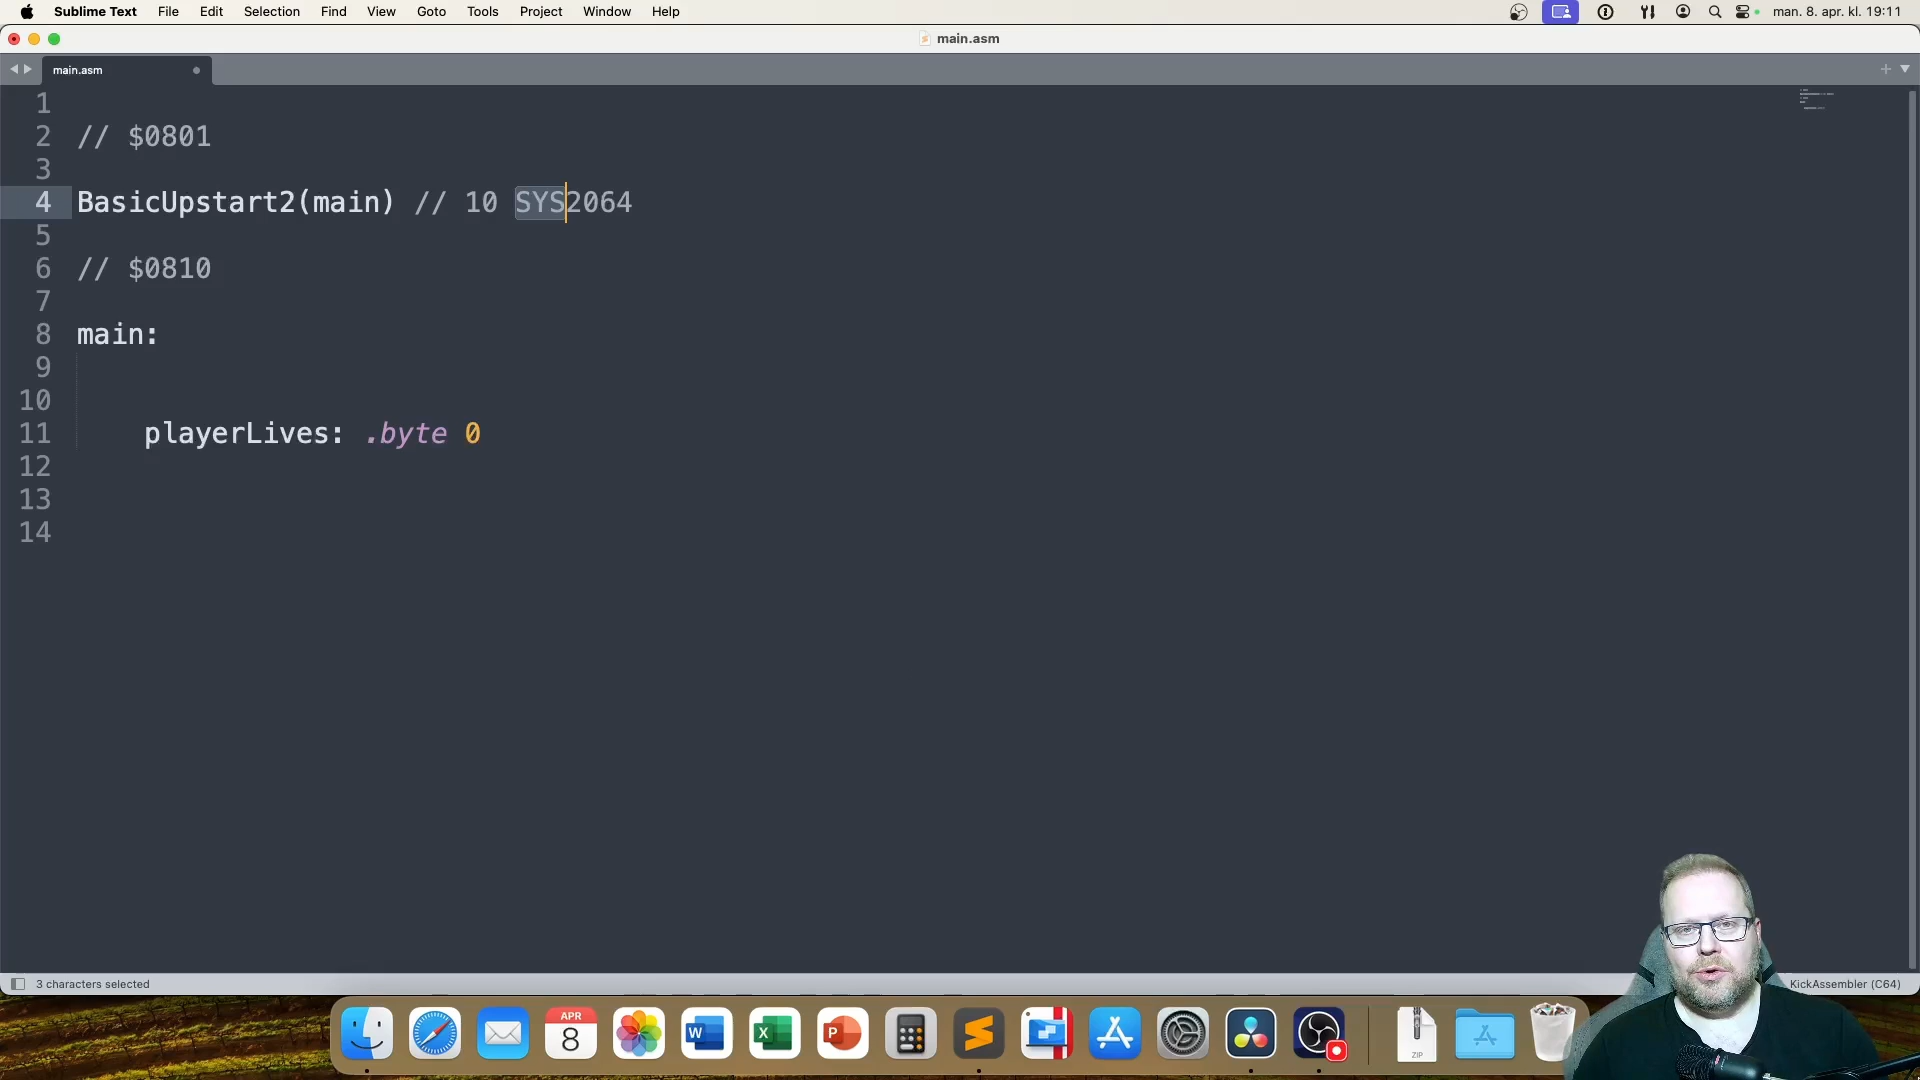 Sublime Text File Edit Selection Find View Goto Tools Project Window Help man. 8. apr. kl. 19:11
main.asm
main.asm
1
2 // $0801
3
4 BasicUpstart2(main) // 10 SYS2064
5
6 // $0810
7
8 main:
9
10
11 playerLives: .byte 0
12
13
14
3 characters selected KickAssembler (C64)
APR
8
W
X
P
ZIP